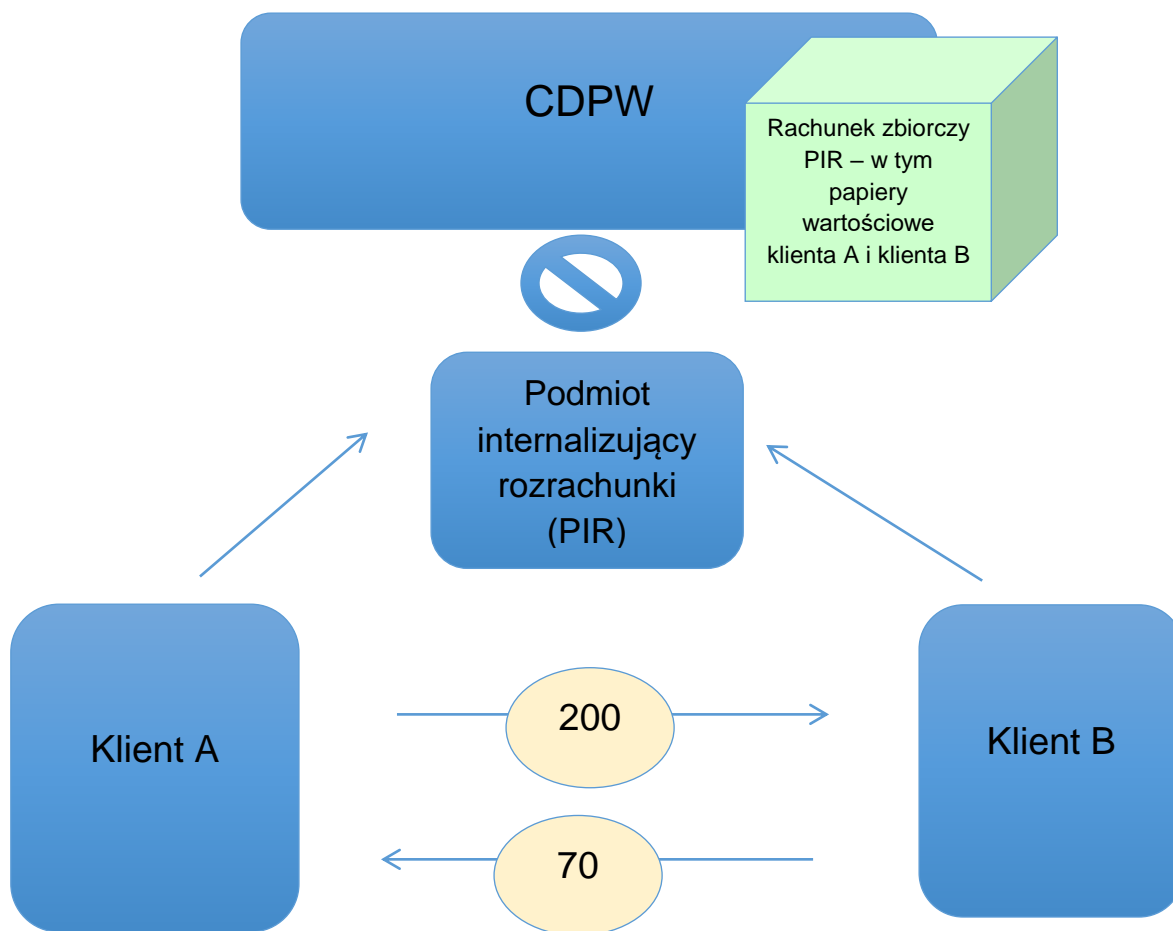 CDPW
Rachunek zbiorczy
PIR – w tym
papiery
wartościowe
klienta A i klienta B
Podmiot
internalizujący
rozrachunki
(PIR)
200
Klient A
Klient B
70